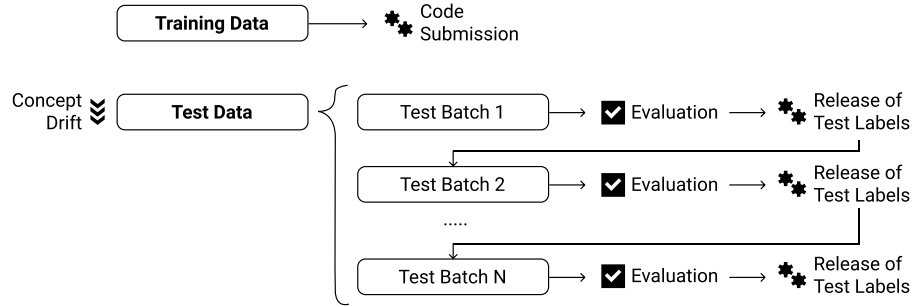 Training Data
Code
Submission
Concept
Drift
Test Data
Test Batch 1
Evaluation
Release of
Test Labels
Test Batch 2
Evaluation
Release of
Test Labels
.....
Test Batch N
Evaluation
Release of
Test Labels